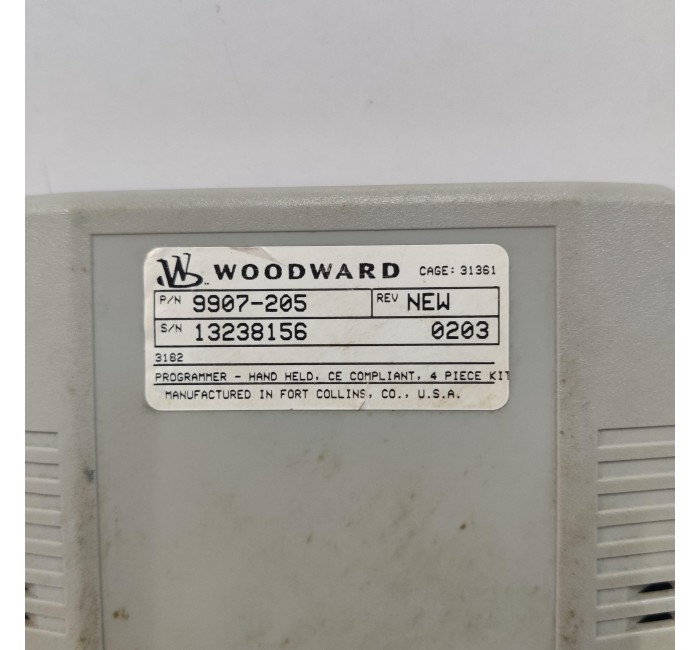 WOODWARD CAGE: 31361
P/N 9907-205 REV NEW
S/N 13238156 0203
3182
PROGRAMMER - HAND HELD, CE COMPLIANT, 4 PIECE KIT
MANUFACTURED IN FORT COLLINS, CO., U.S.A.